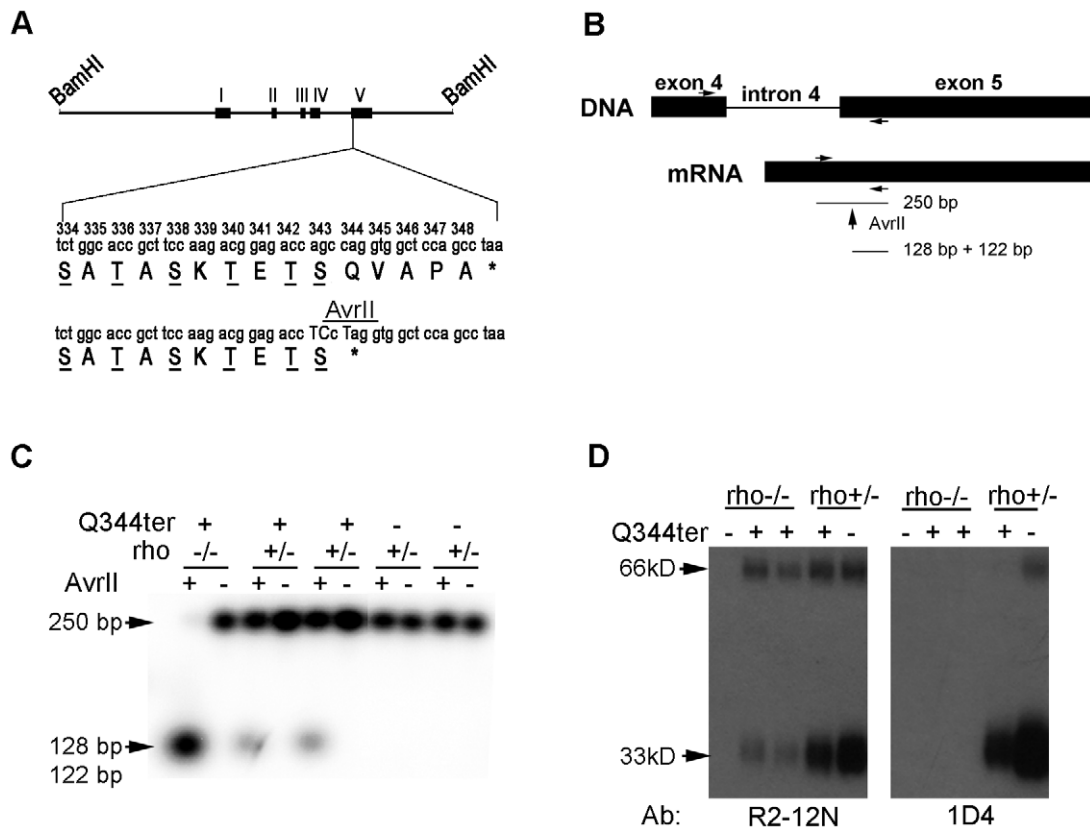 A
BamHI
I II III IV V
BamHI
334 335 336 337 338 339 340 341 342 343 344 345 346 347 348
tct ggc acc gct tcc aag acg gag acc agc cag gtg gct cca gcc taa
S A T A S K T E T S Q V A P A *
AvrII
tct ggc acc gct tcc aag acg gag acc TCc Tag gtg gct cca gcc taa
S A T A S K T E T S *
B
exon 4
intron 4
exon 5
DNA
mRNA
250 bp
AvrII
128 bp + 122 bp
C
Q344ter + + + - -
rho -/- +/- +/- +/- +/-
AvrII + - + - + - + - + -
250 bp
128 bp
122 bp
D
rho-/- rho+/- rho-/- rho+/-
Q344ter - + + + - - + + + -
66kD
33kD
Ab: R2-12N 1D4